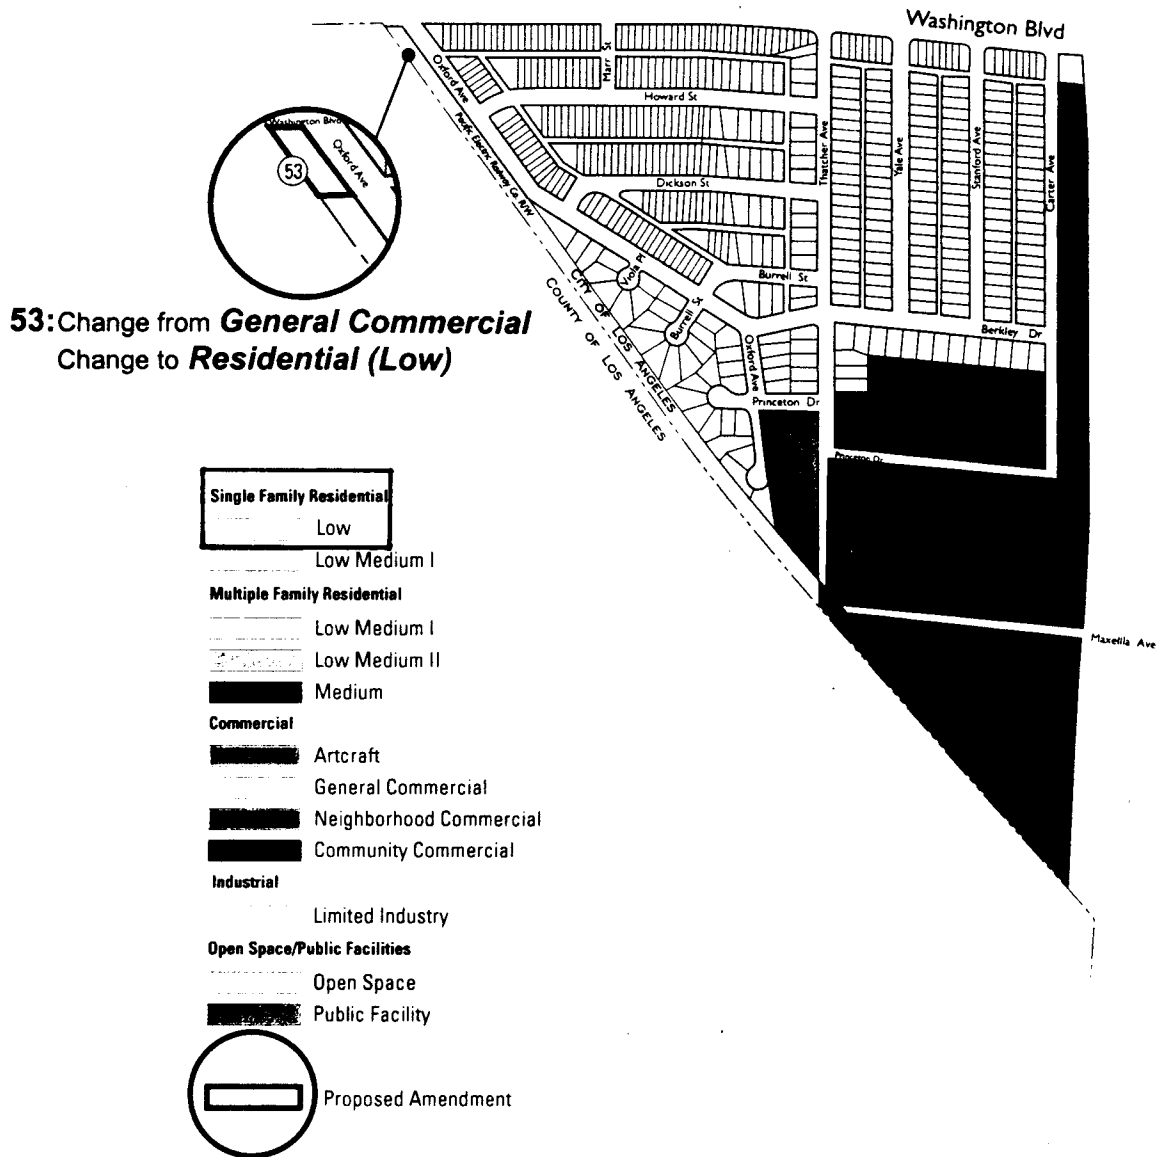 Washington Blvd
Oxford Ave
Marr St
Howard St
Pacific Electric Railway Co. R/W
Thatcher Ave
Yale Ave
Stanford Ave
Carter Ave
Washington Blvd
Oxford Ave
53
Dickson St
Burrell St
Viola Pl
CITY OF LOS ANGELES
COUNTY OF LOS ANGELES
Burrell St
Berkley Dr
Oxford Ave
Princeton Dr
Princeton Dr
Maxellla Ave
53: Change from General Commercial
Change to Residential (Low)
Single Family Residential
Low
Low Medium I
Multiple Family Residential
Low Medium I
Low Medium II
Medium
Commercial
Artcraft
General Commercial
Neighborhood Commercial
Community Commercial
Industrial
Limited Industry
Open Space/Public Facilities
Open Space
Public Facility
Proposed Amendment